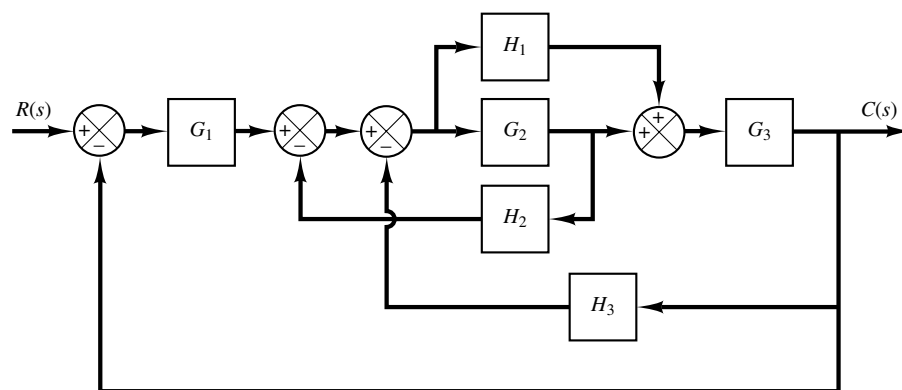 H₁
R(s)
C(s)
+
−
G₁
+
−
+
−
G₂
+
+
G₃
H₂
H₃